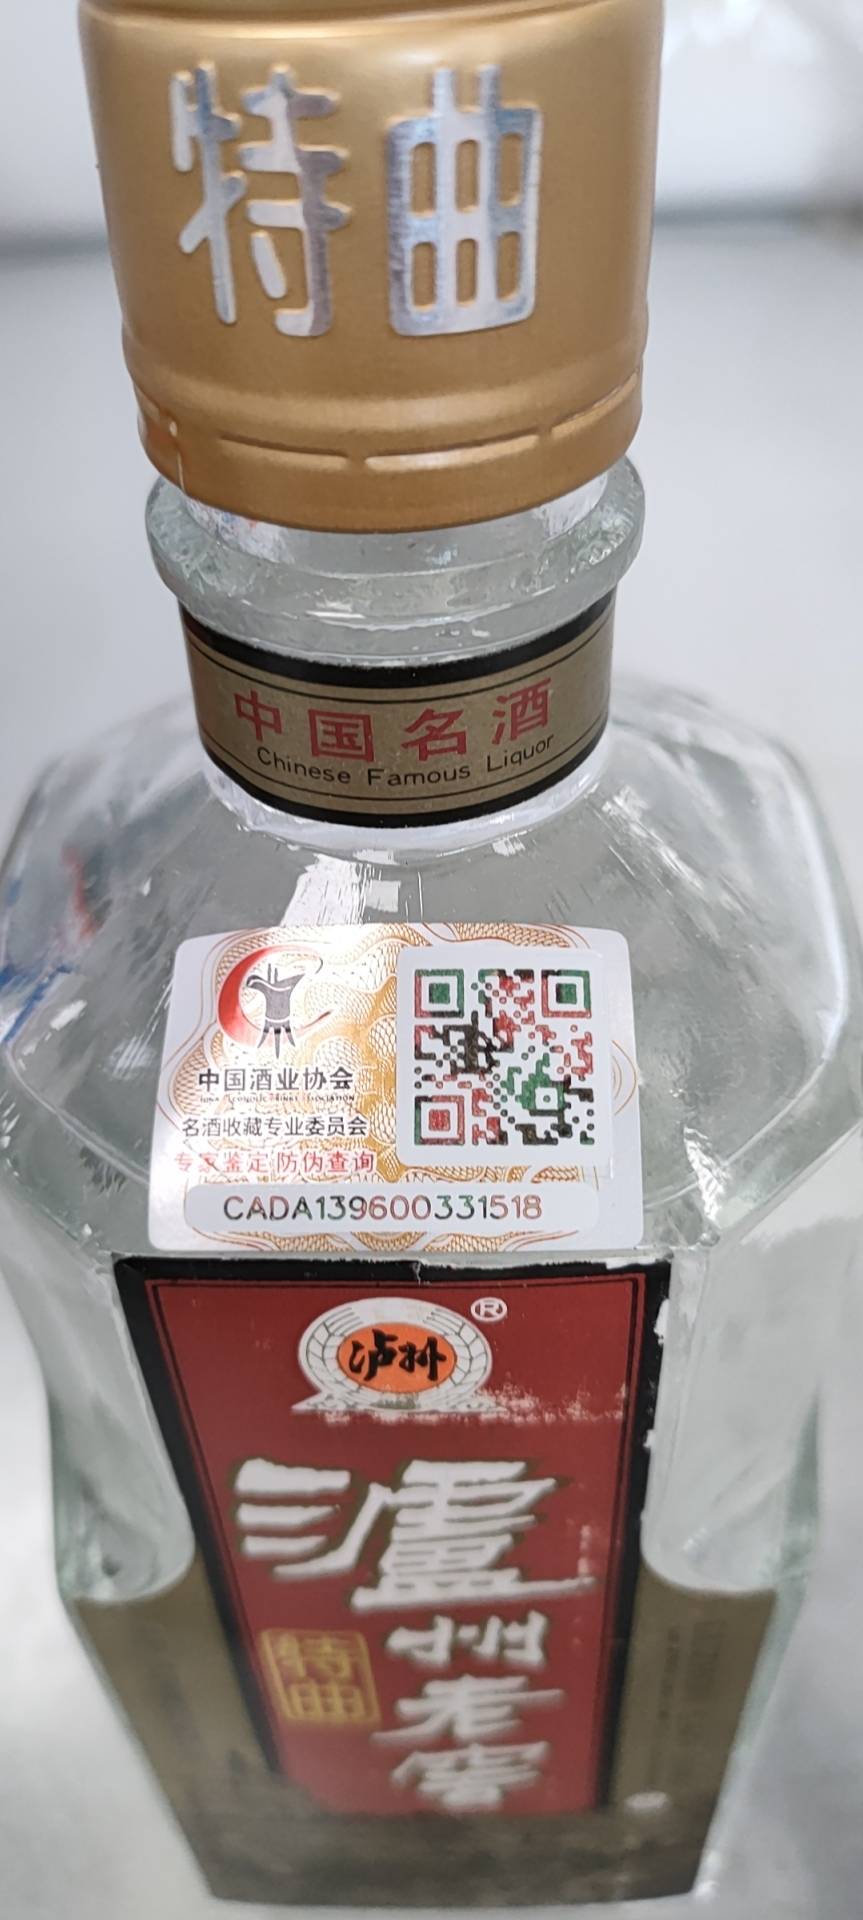 特曲
中国名酒
Chinese Famous Liquor
中国酒业协会
名酒收藏专业委员会
专家鉴定 防伪查询
CADA139600331518
®
泸州
瀘州老窖
特曲